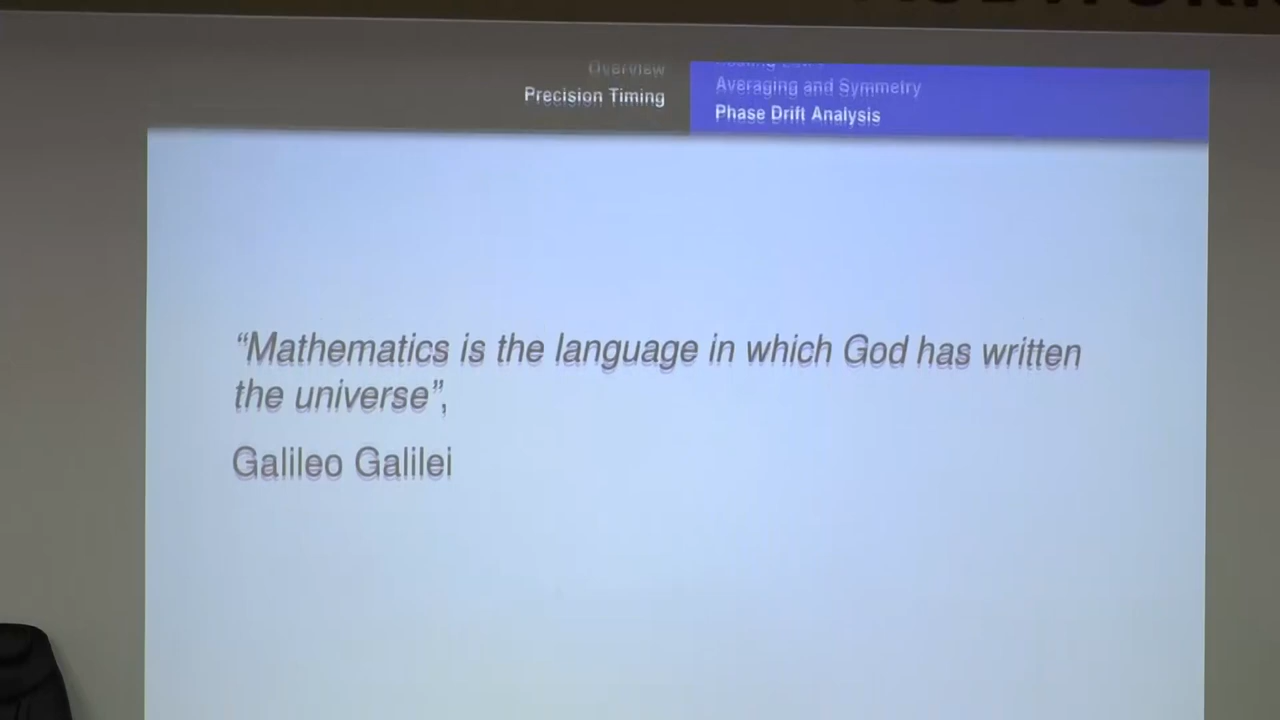 Overview
Precision Timing
Averaging and Symmetry
Phase Drift Analysis
“Mathematics is the language in which God has written
the universe”,
Galileo Galilei